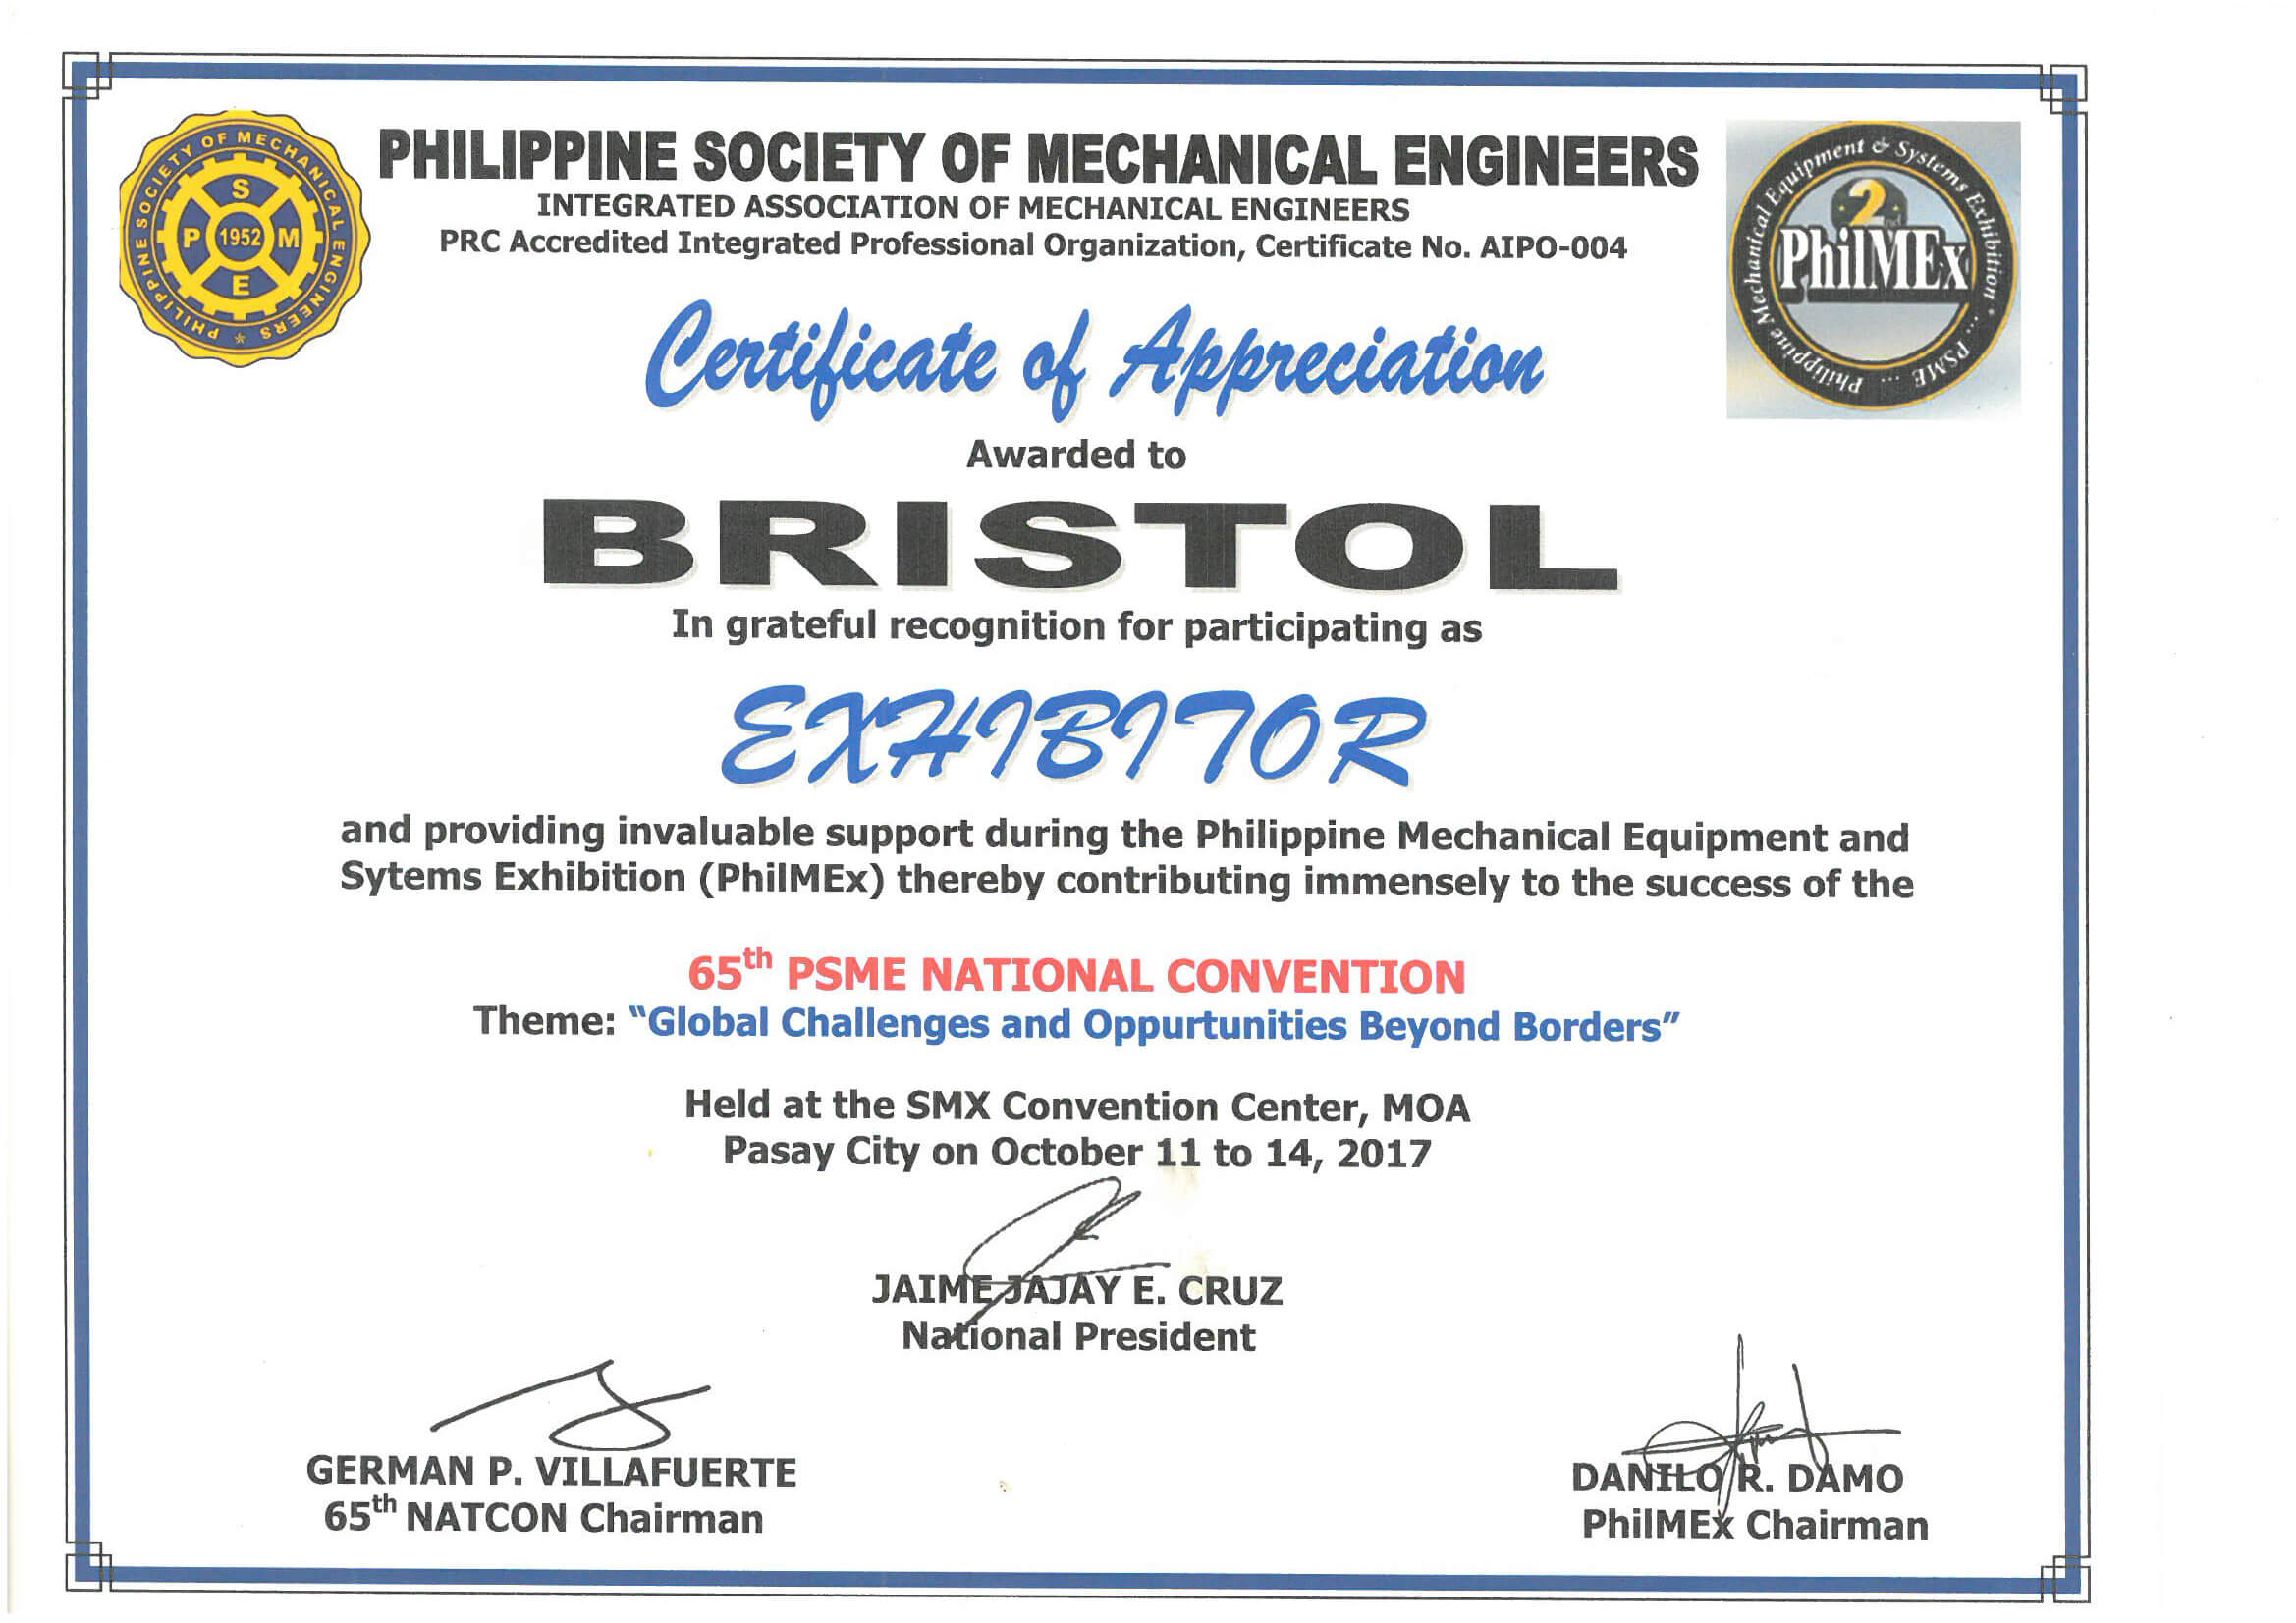 PHILIPPINE SOCIETY OF MECHANICAL ENGINEERS
INTEGRATED ASSOCIATION OF MECHANICAL ENGINEERS
PRC Accredited Integrated Professional Organization, Certificate No. AIPO-004
PHILIPPINE SOCIETY OF MECHANICAL ENGINEERS
S
P 1952 M
E
Philippine Mechanical Equipment & Systems Exhibition * ... PSME ...
2nd
PhilMEx
Certificate of Appreciation
Awarded to
BRISTOL
In grateful recognition for participating as
EXHIBITOR
and providing invaluable support during the Philippine Mechanical Equipment and
Sytems Exhibition (PhilMEx) thereby contributing immensely to the success of the
65th PSME NATIONAL CONVENTION
Theme: "Global Challenges and Oppurtunities Beyond Borders"
Held at the SMX Convention Center, MOA
Pasay City on October 11 to 14, 2017
JAIME JAJAY E. CRUZ
National President
GERMAN P. VILLAFUERTE
65th NATCON Chairman
DANILO R. DAMO
PhilMEx Chairman